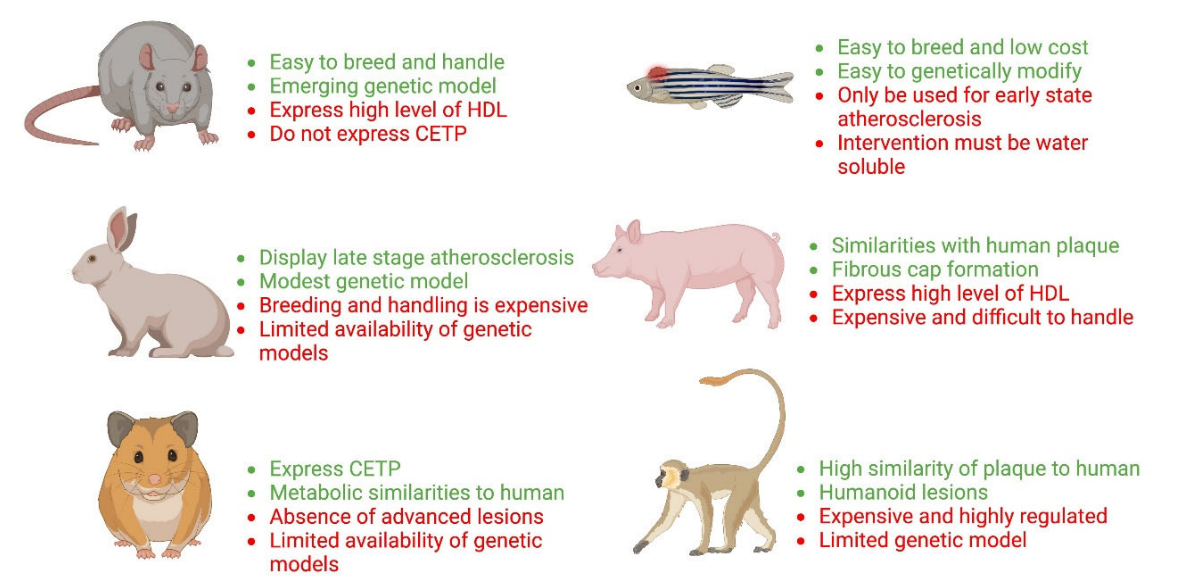 Easy to breed and handle
Emerging genetic model
Express high level of HDL
Do not express CETP
Easy to breed and low cost
Easy to genetically modify
Only be used for early state
atherosclerosis
Intervention must be water
soluble
Display late stage atherosclerosis
Modest genetic model
Breeding and handling is expensive
Limited availability of genetic
models
Similarities with human plaque
Fibrous cap formation
Express high level of HDL
Expensive and difficult to handle
Express CETP
Metabolic similarities to human
Absence of advanced lesions
Limited availability of genetic
models
High similarity of plaque to human
Humanoid lesions
Expensive and highly regulated
Limited genetic model